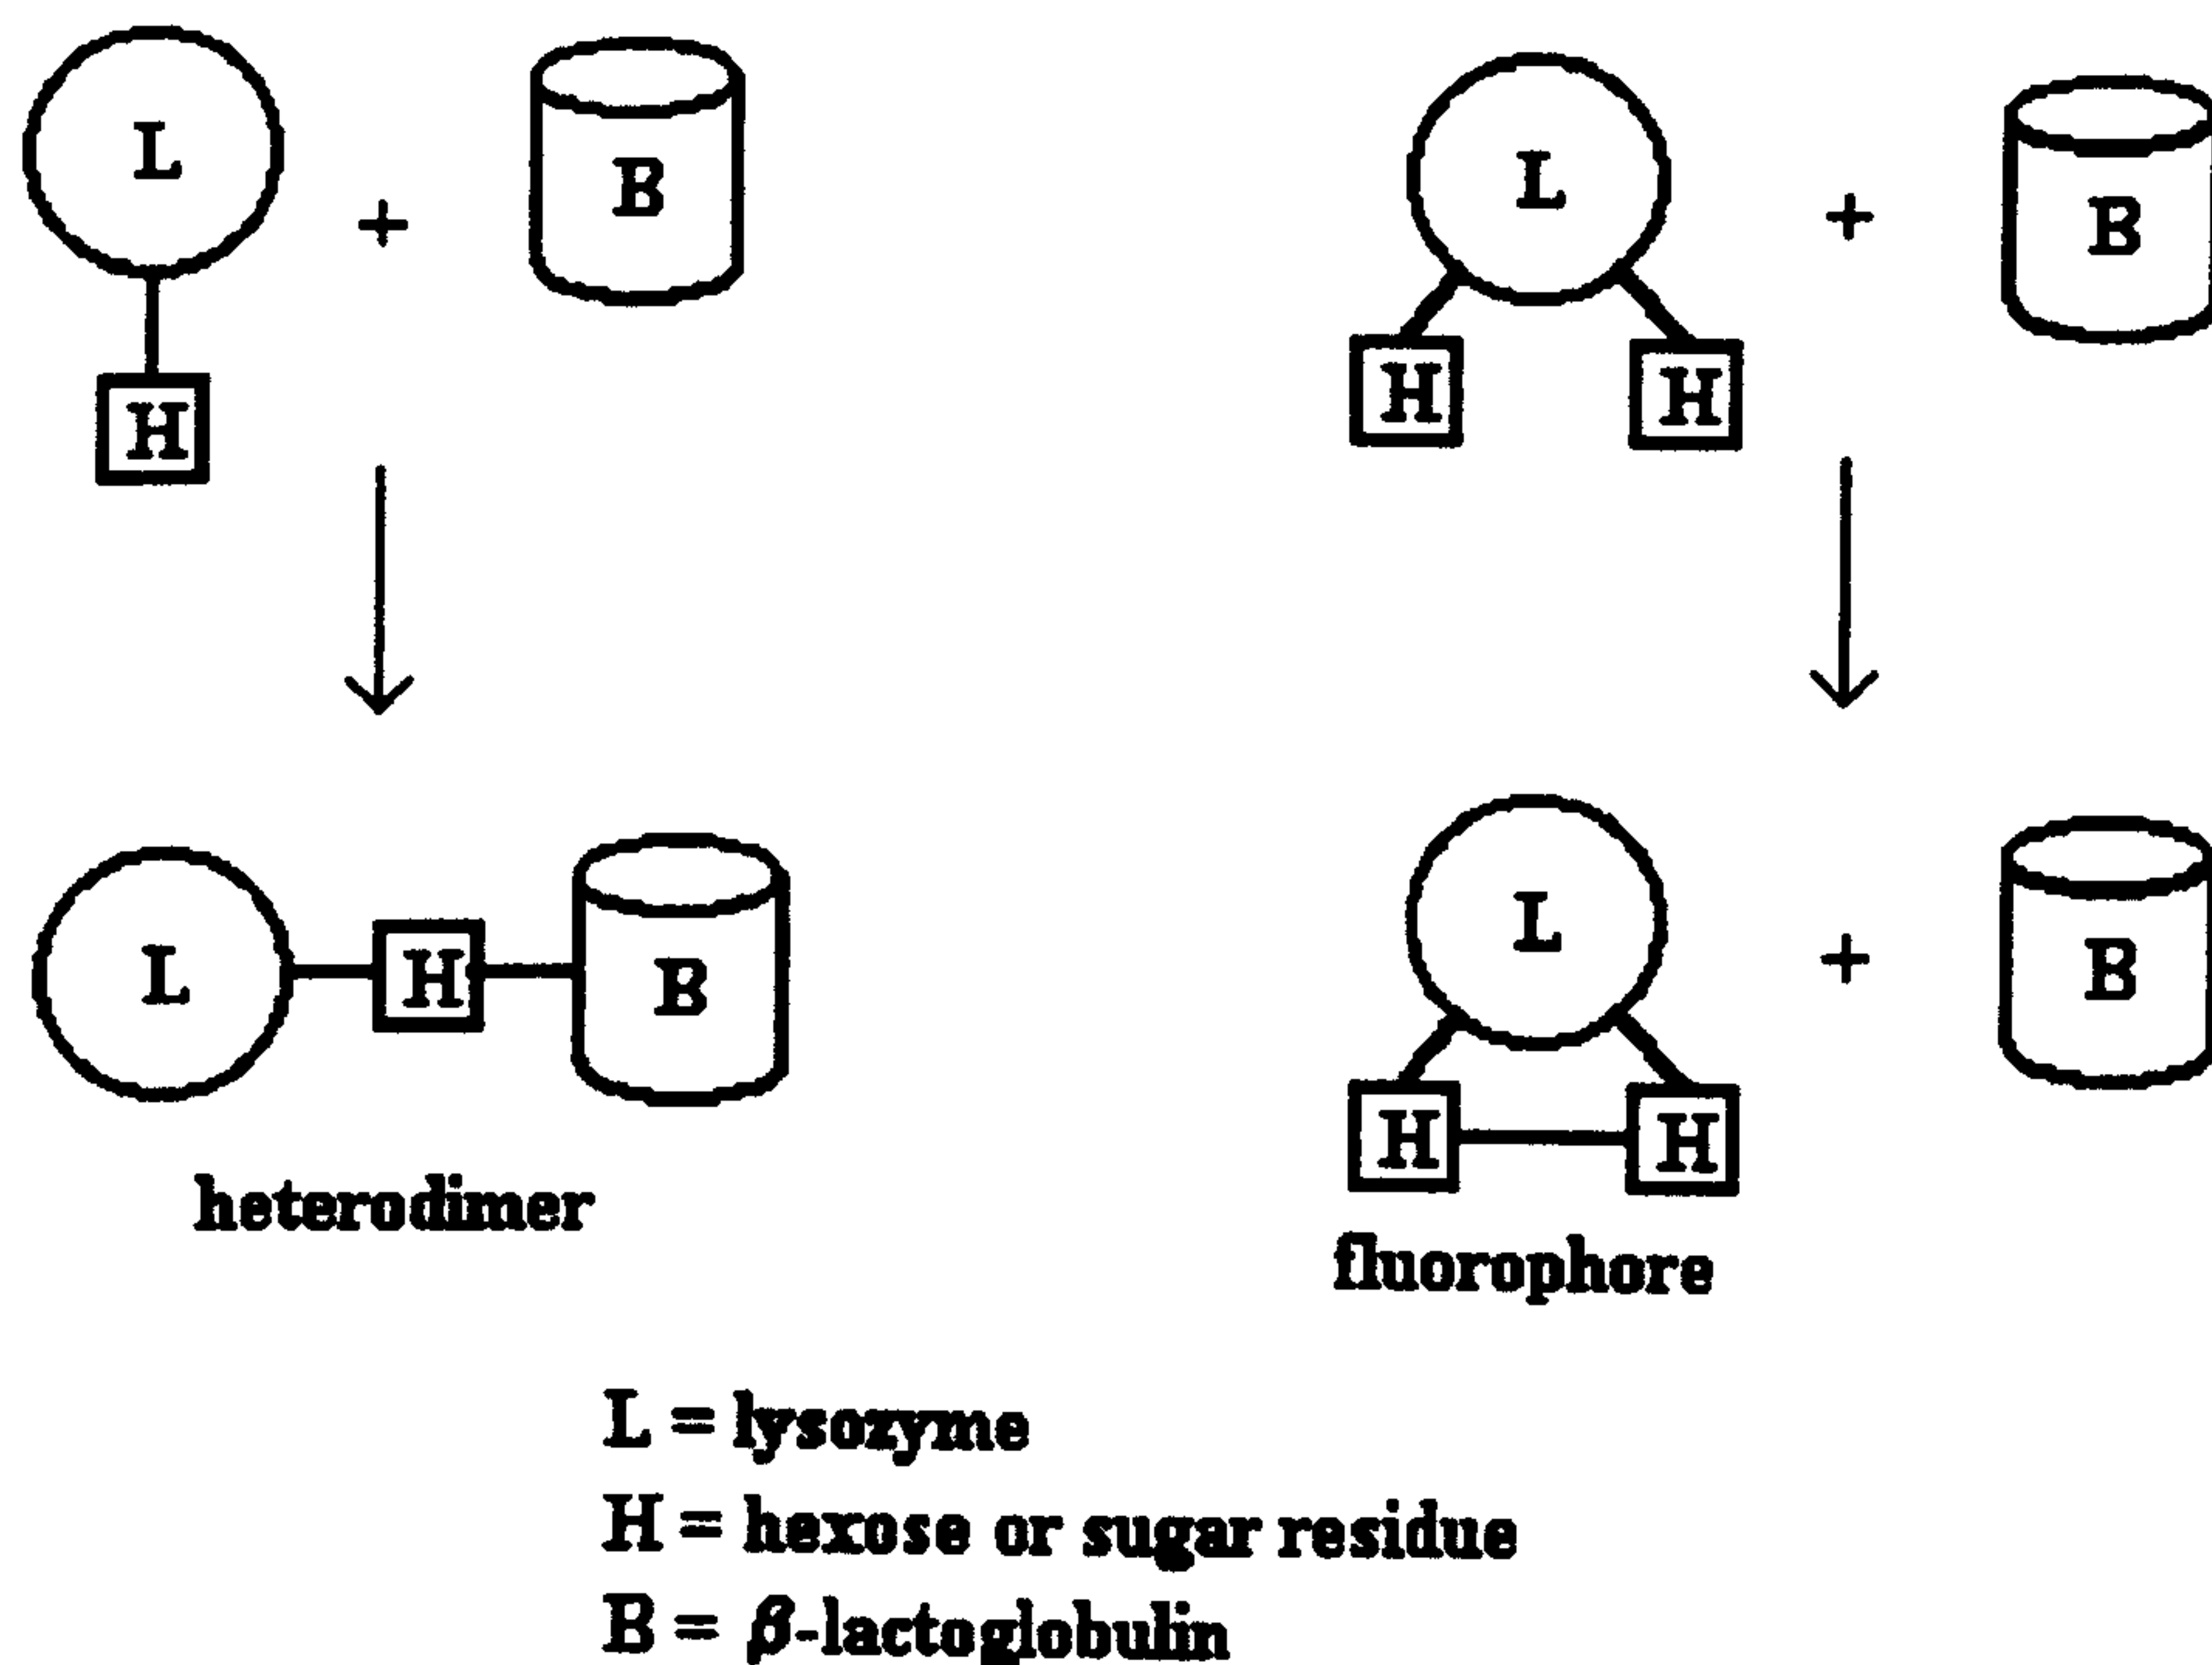 L
L
B
B
+
+
H
H
H
L
L
H
B
+
B
H
H
heterodimer
fluorophore
L = lysozyme
H = hexose or sugar residue
B = β-lactoglobulin